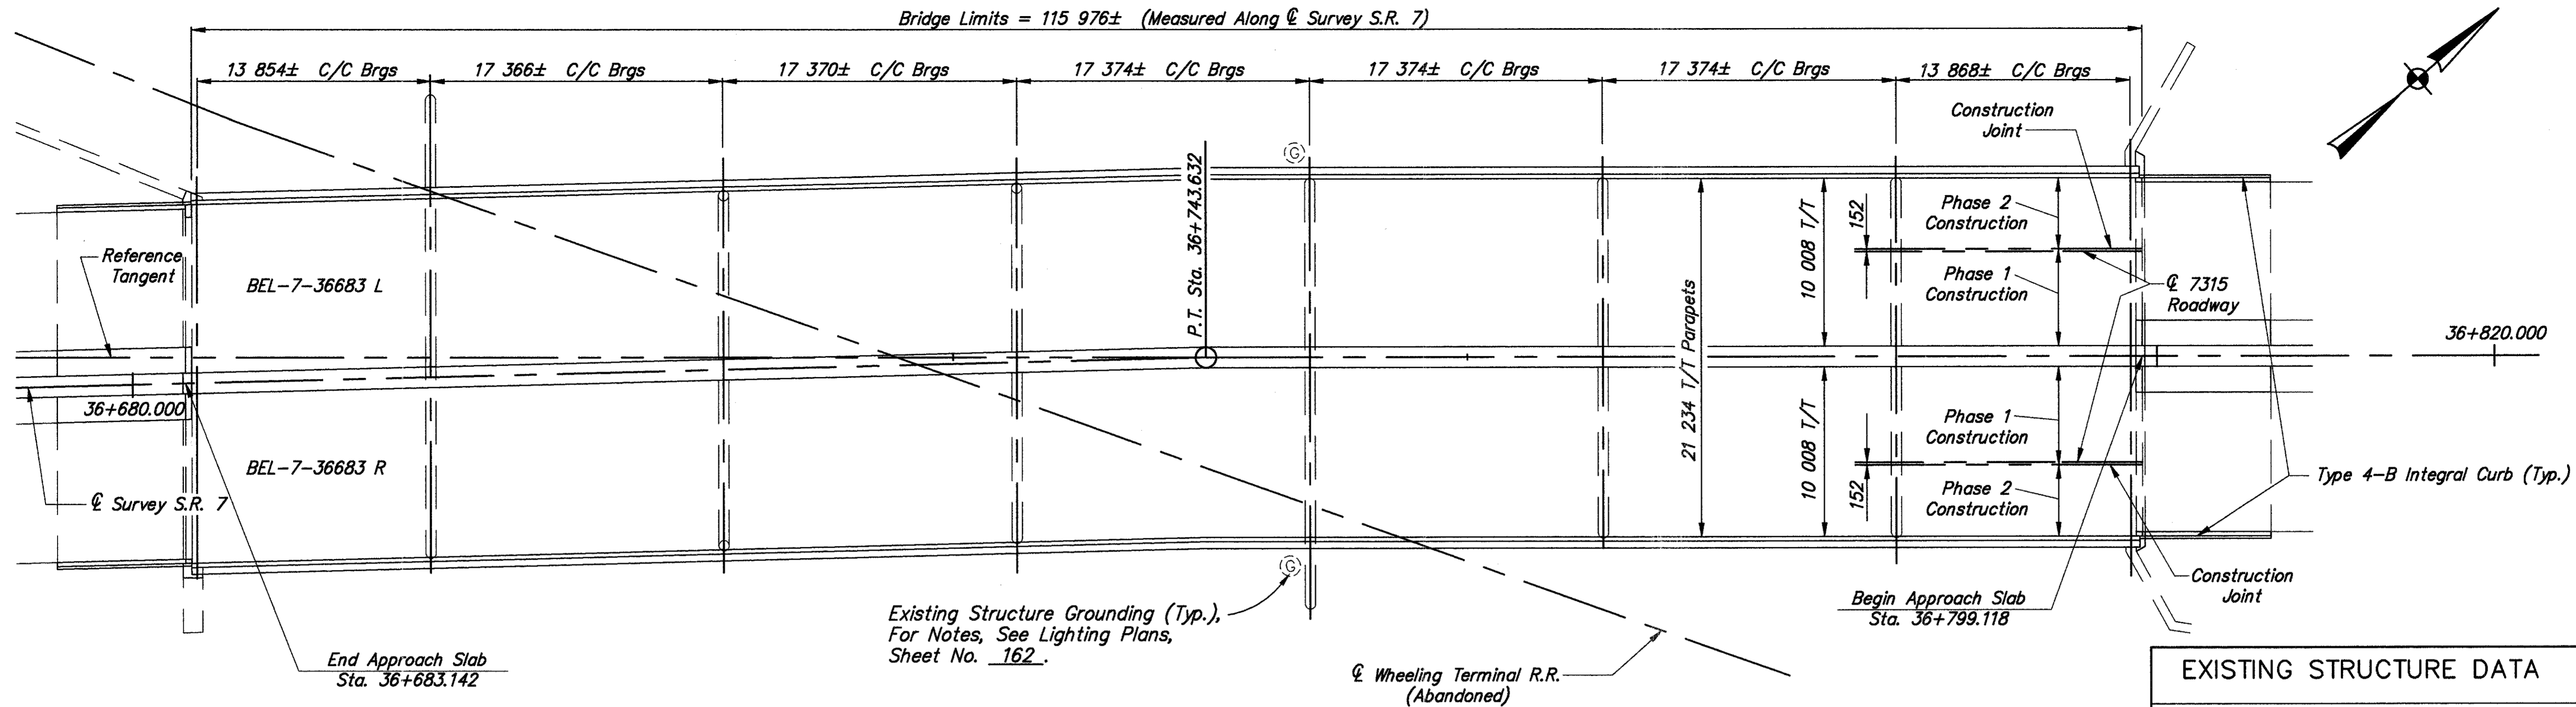 Bridge Limits = 115 976± (Measured Along ℄ Survey S.R. 7)
13 854± C/C Brgs
17 366± C/C Brgs
17 370± C/C Brgs
17 374± C/C Brgs
17 374± C/C Brgs
17 374± C/C Brgs
13 868± C/C Brgs
Construction
Joint
G
P.T. Sta. 36+743.632
Reference
Tangent
BEL-7-36683 L
21 234 T/T Parapets
10 008 T/T
152
Phase 2
Construction
Phase 1
Construction
℄ 7315
Roadway
36+820.000
36+680.000
BEL-7-36683 R
℄ Survey S.R. 7
10 008 T/T
152
Phase 1
Construction
Phase 2
Construction
Type 4-B Integral Curb (Typ.)
G
Construction
Joint
Existing Structure Grounding (Typ.),
For Notes, See Lighting Plans,
Sheet No. 162.
Begin Approach Slab
Sta. 36+799.118
End Approach Slab
Sta. 36+683.142
℄ Wheeling Terminal R.R.
(Abandoned)
EXISTING STRUCTURE DATA